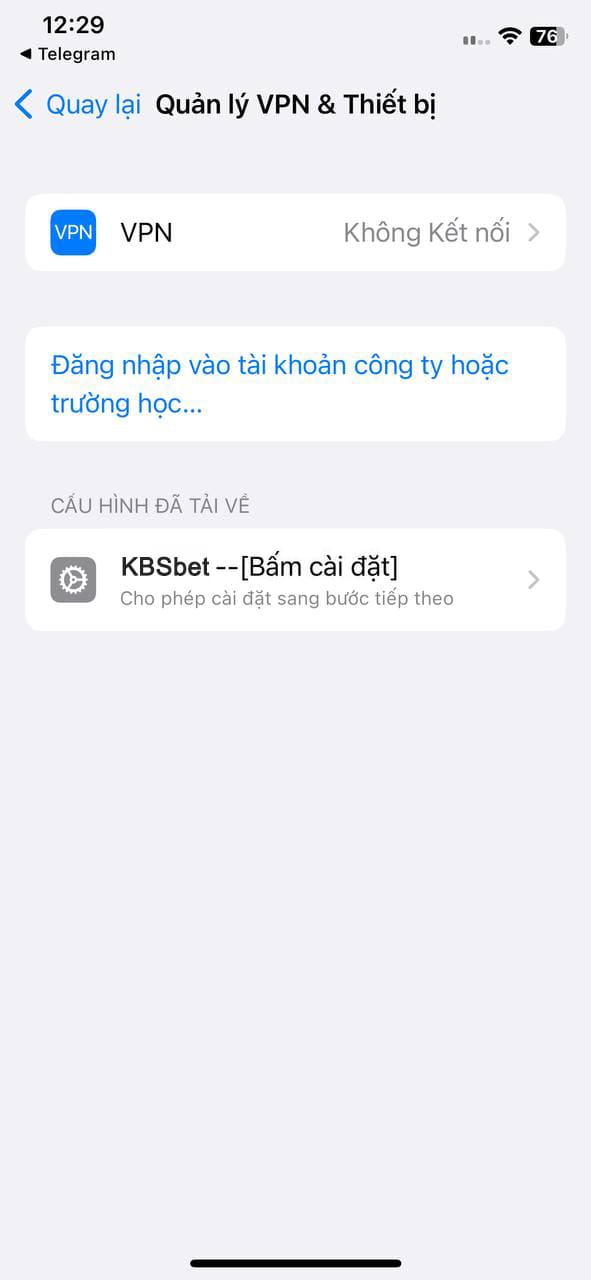 12:29
76
◀ Telegram
Quay lại Quản lý VPN & Thiết bị
VPN VPN Không Kết nối
Đăng nhập vào tài khoản công ty hoặc
trường học...
CẤU HÌNH ĐÃ TẢI VỀ
KBSbet --[Bấm cài đặt]
Cho phép cài đặt sang bước tiếp theo